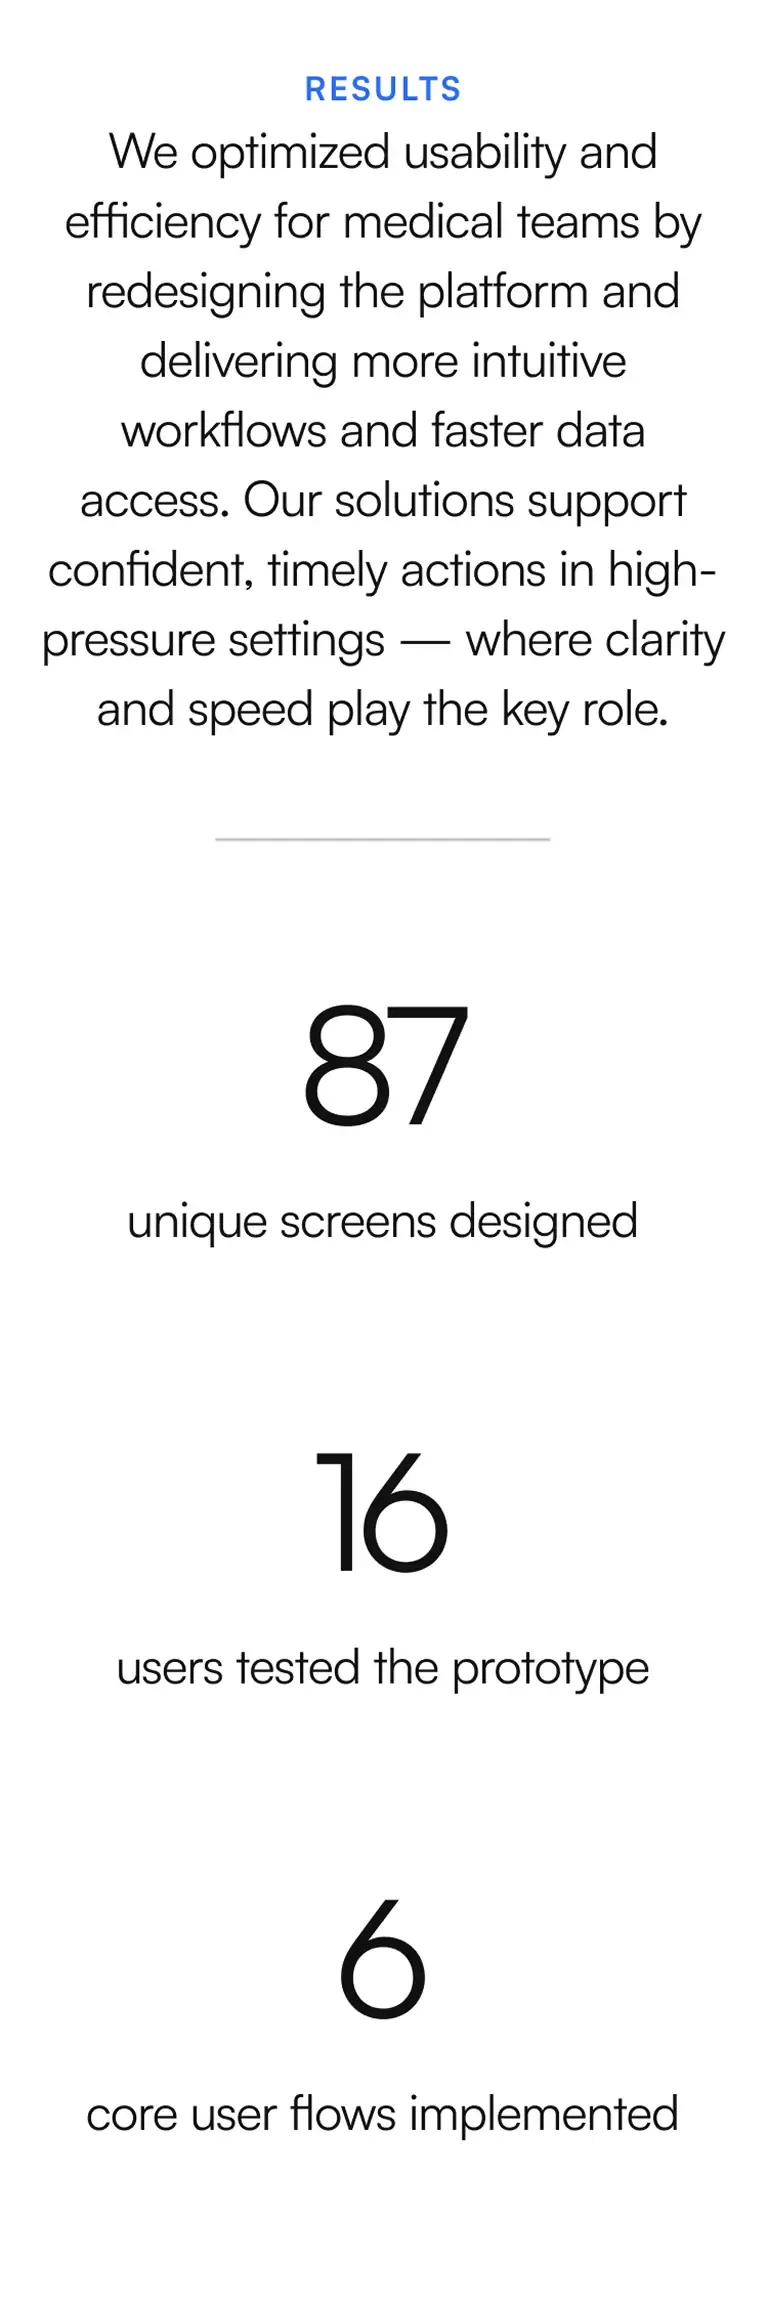 RESULTS
We optimized usability and
efficiency for medical teams by
redesigning the platform and
delivering more intuitive
workflows and faster data
access. Our solutions support
confident, timely actions in high-
pressure settings — where clarity
and speed play the key role.
87
unique screens designed
16
users tested the prototype
6
core user flows implemented